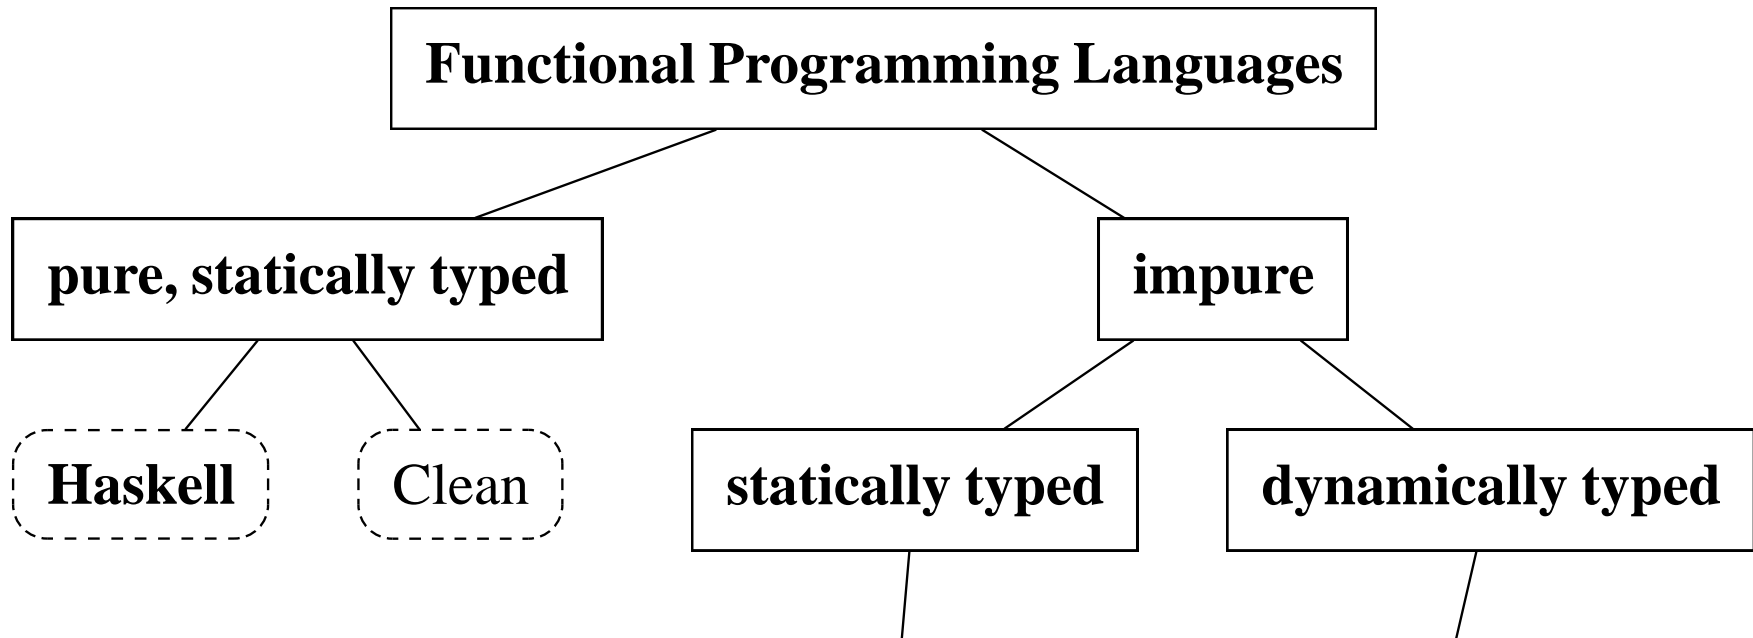 Functional Programming Languages
pure, statically typed
impure
Haskell
Clean
statically typed
dynamically typed